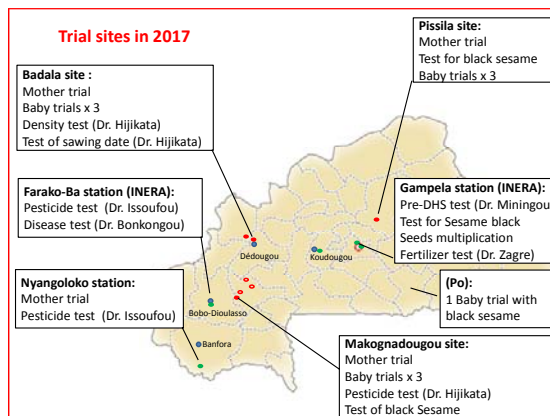 Trial sites in 2017
Pissila site:
Mother trial
Test for black sesame
Baby trials x 3
Badala site :
Mother trial
Baby trials x 3
Density test (Dr. Hijikata)
Test of sawing date (Dr. Hijikata)
Farako-Ba station (INERA):
Pesticide test (Dr. Issoufou)
Disease test (Dr. Bonkongou)
Gampela station (INERA):
Pre-DHS test (Dr. Miningou)
Test for Sesame black
Seeds multiplication
Fertilizer test (Dr. Zagre)
Dédougou
Koudougou
Nyangoloko station:
Mother trial
Pesticide test (Dr. Issoufou)
(Po):
1 Baby trial with
black sesame
Bobo-Dioulasso
Banfora
Makognadougou site:
Mother trial
Baby trials x 3
Pesticide test (Dr. Hijikata)
Test of black Sesame